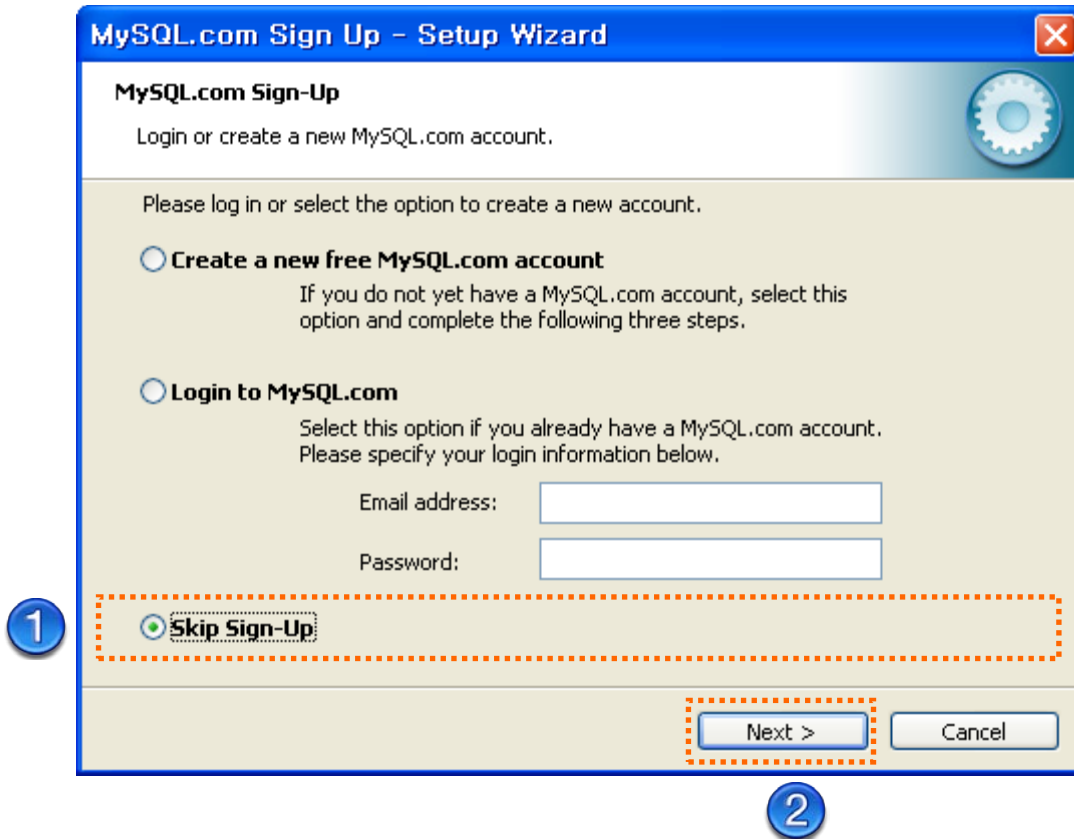 MySQL.com Sign Up - Setup Wizard
MySQL.com Sign-Up
Login or create a new MySQL.com account.
Please log in or select the option to create a new account.
Create a new free MySQL.com account
If you do not yet have a MySQL.com account, select this
option and complete the following three steps.
Login to MySQL.com
Select this option if you already have a MySQL.com account.
Please specify your login information below.
Email address:
Password:
1
Skip Sign-Up
Next >
Cancel
2